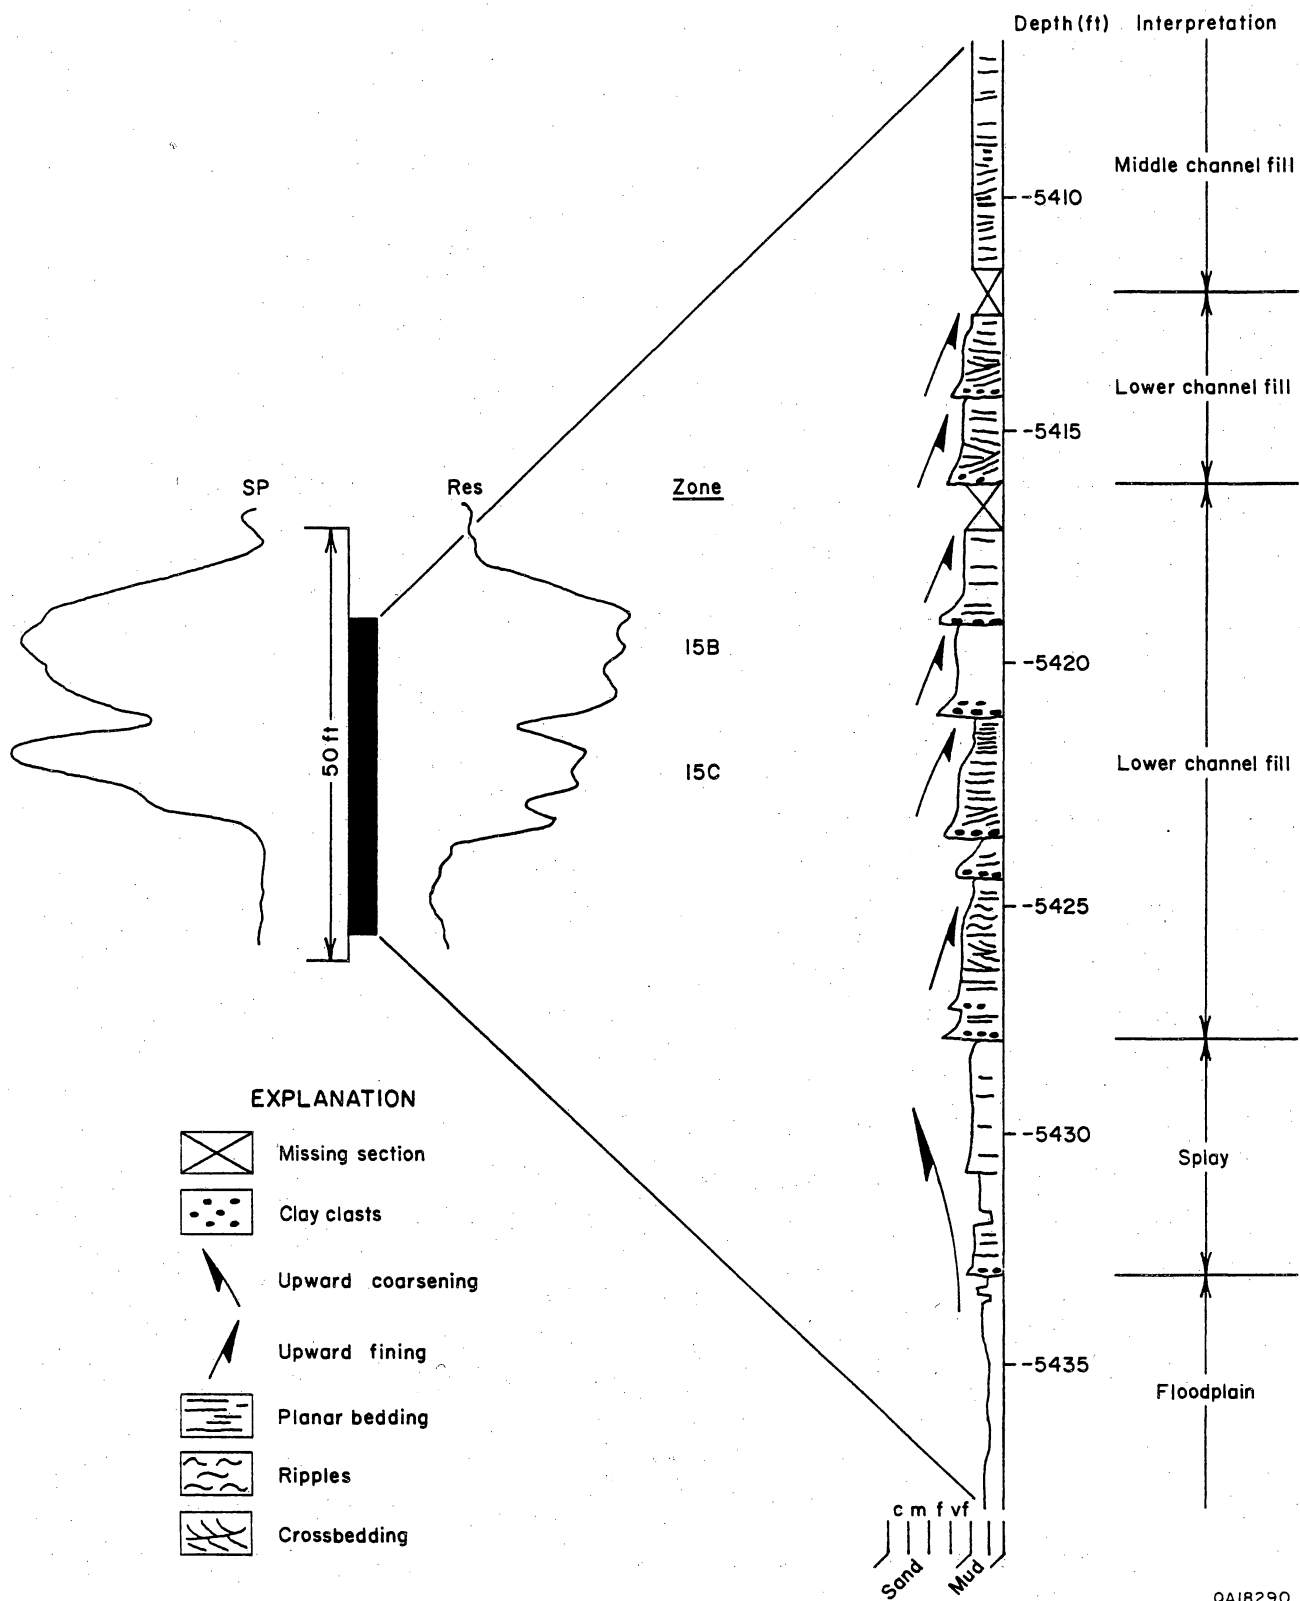 Depth (ft) Interpretation
Middle channel fill
-5410
Lower channel fill
-5415
SP Res Zone
15B
-5420
50 ft
15C
Lower channel fill
-5425
EXPLANATION
-5430
Missing section
Splay
Clay clasts
Upward coarsening
Upward fining
-5435
Floodplain
Planar bedding
Ripples
c m f vf
Crossbedding
Sand Mud
QA18290